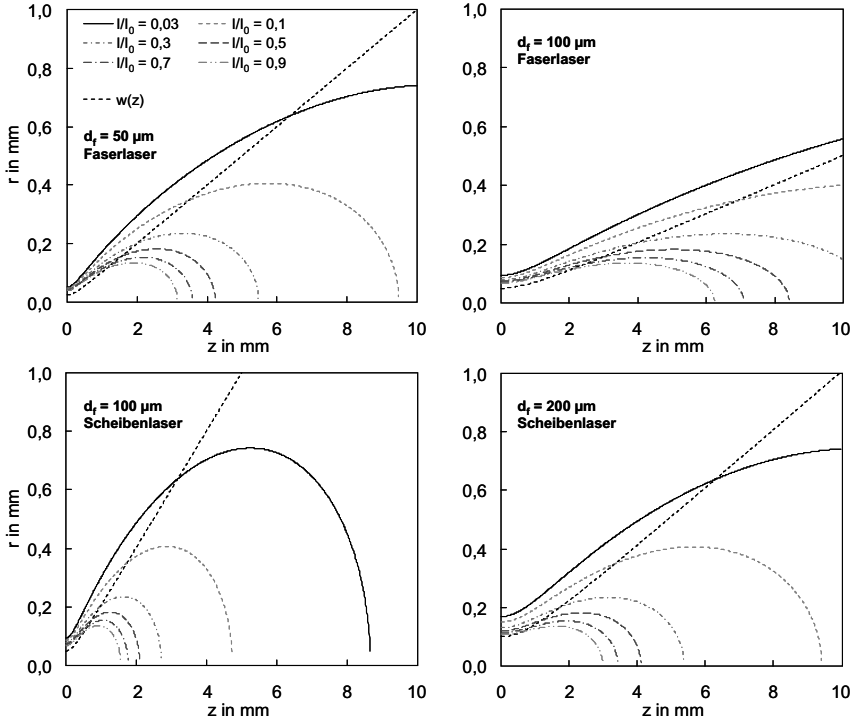 1,0
0,8
0,6
0,4
0,2
0,0
r in mm
I/I0 = 0,03
I/I0 = 0,1
I/I0 = 0,3
I/I0 = 0,5
I/I0 = 0,7
I/I0 = 0,9
w(z)
df = 50 µm
Faserlaser
0 2 4 6 8 10
z in mm
1,0
0,8
0,6
0,4
0,2
0,0
df = 100 µm
Faserlaser
0 2 4 6 8 10
z in mm
1,0
0,8
0,6
0,4
0,2
0,0
r in mm
df = 100 µm
Scheibenlaser
0 2 4 6 8 10
z in mm
1,0
0,8
0,6
0,4
0,2
0,0
df = 200 µm
Scheibenlaser
0 2 4 6 8 10
z in mm